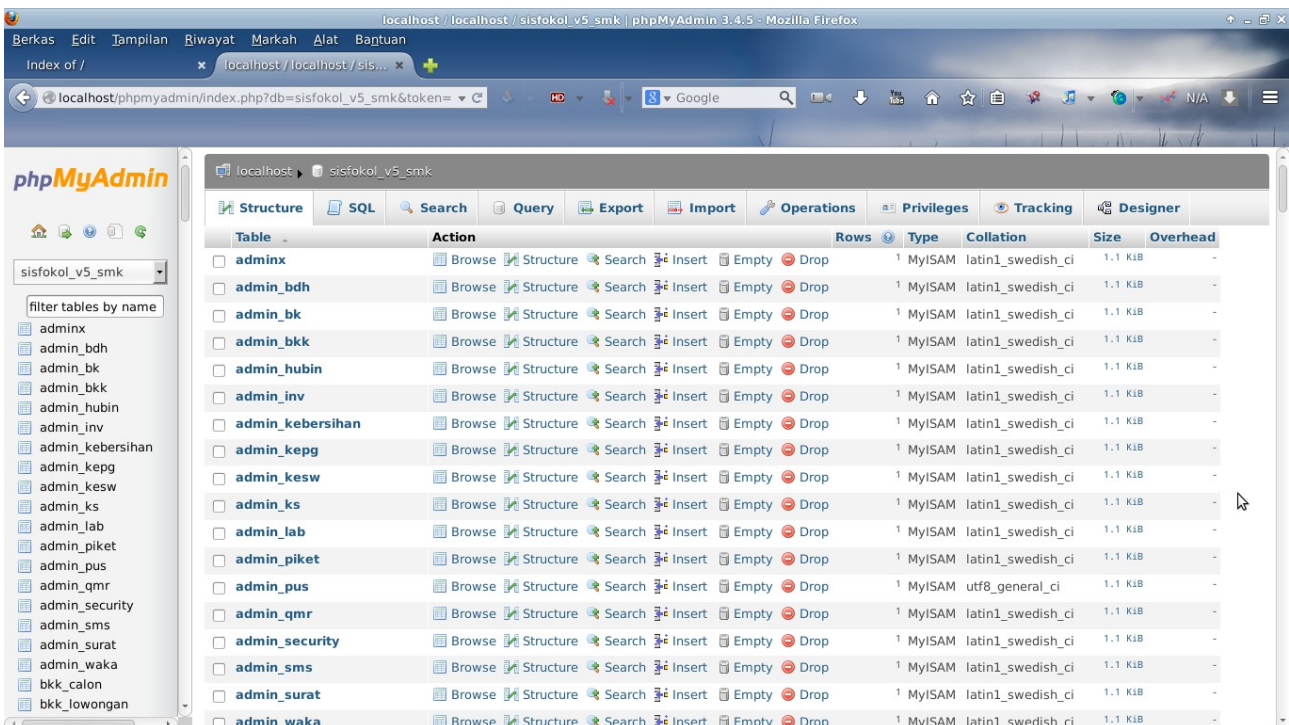 localhost / localhost / sisfokol_v5_smk | phpMyAdmin 3.4.5 - Mozilla Firefox
Berkas Edit Tampilan Riwayat Markah Alat Bantuan
Index of /
localhost / localhost / sis...
localhost/phpmyadmin/index.php?db=sisfokol_v5_smk&token=
HD
Google
You Tube
N/A
phpMyAdmin
sisfokol_v5_smk
filter tables by name
adminx
admin_bdh
admin_bk
admin_bkk
admin_hubin
admin_inv
admin_kebersihan
admin_kepg
admin_kesw
admin_ks
admin_lab
admin_piket
admin_pus
admin_qmr
admin_security
admin_sms
admin_surat
admin_waka
bkk_calon
bkk_lowongan
localhost sisfokol_v5_smk
Structure SQL Search Query Export Import Operations Privileges Tracking Designer
Table Action Rows Type Collation Size Overhead
adminx Browse Structure Search Insert Empty Drop 1 MyISAM latin1_swedish_ci 1.1 KiB -
admin_bdh Browse Structure Search Insert Empty Drop 1 MyISAM latin1_swedish_ci 1.1 KiB -
admin_bk Browse Structure Search Insert Empty Drop 1 MyISAM latin1_swedish_ci 1.1 KiB -
admin_bkk Browse Structure Search Insert Empty Drop 1 MyISAM latin1_swedish_ci 1.1 KiB -
admin_hubin Browse Structure Search Insert Empty Drop 1 MyISAM latin1_swedish_ci 1.1 KiB -
admin_inv Browse Structure Search Insert Empty Drop 1 MyISAM latin1_swedish_ci 1.1 KiB -
admin_kebersihan Browse Structure Search Insert Empty Drop 1 MyISAM latin1_swedish_ci 1.1 KiB -
admin_kepg Browse Structure Search Insert Empty Drop 1 MyISAM latin1_swedish_ci 1.1 KiB -
admin_kesw Browse Structure Search Insert Empty Drop 1 MyISAM latin1_swedish_ci 1.1 KiB -
admin_ks Browse Structure Search Insert Empty Drop 1 MyISAM latin1_swedish_ci 1.1 KiB -
admin_lab Browse Structure Search Insert Empty Drop 1 MyISAM latin1_swedish_ci 1.1 KiB -
admin_piket Browse Structure Search Insert Empty Drop 1 MyISAM latin1_swedish_ci 1.1 KiB -
admin_pus Browse Structure Search Insert Empty Drop 1 MyISAM utf8_general_ci 1.1 KiB -
admin_qmr Browse Structure Search Insert Empty Drop 1 MyISAM latin1_swedish_ci 1.1 KiB -
admin_security Browse Structure Search Insert Empty Drop 1 MyISAM latin1_swedish_ci 1.1 KiB -
admin_sms Browse Structure Search Insert Empty Drop 1 MyISAM latin1_swedish_ci 1.1 KiB -
admin_surat Browse Structure Search Insert Empty Drop 1 MyISAM latin1_swedish_ci 1.1 KiB -
admin_waka Browse Structure Search Insert Empty Drop 1 MyISAM latin1_swedish_ci 1.1 KiB -